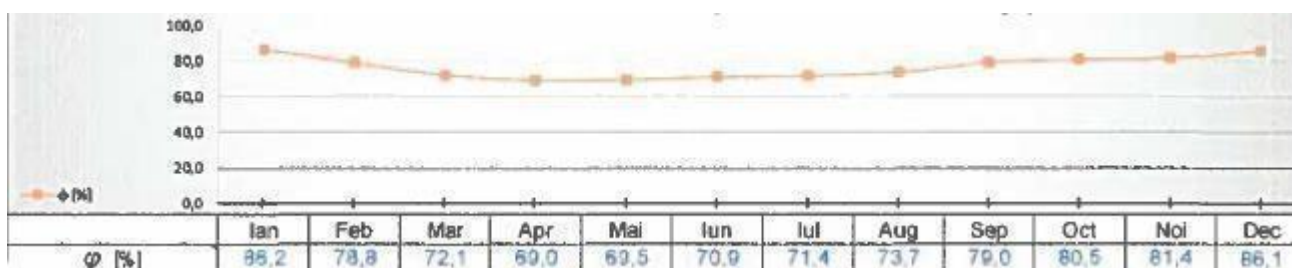 100,0
80,0
60,0
40,0
20,0
ϕ [%]
0,0
Ian Feb Mar Apr Mai Iun Iul Aug Sep Oct Noi Dec
φ [%] 86,2 78,8 72,1 69,0 69,5 70,9 71,4 73,7 79,0 80,5 81,4 86,1